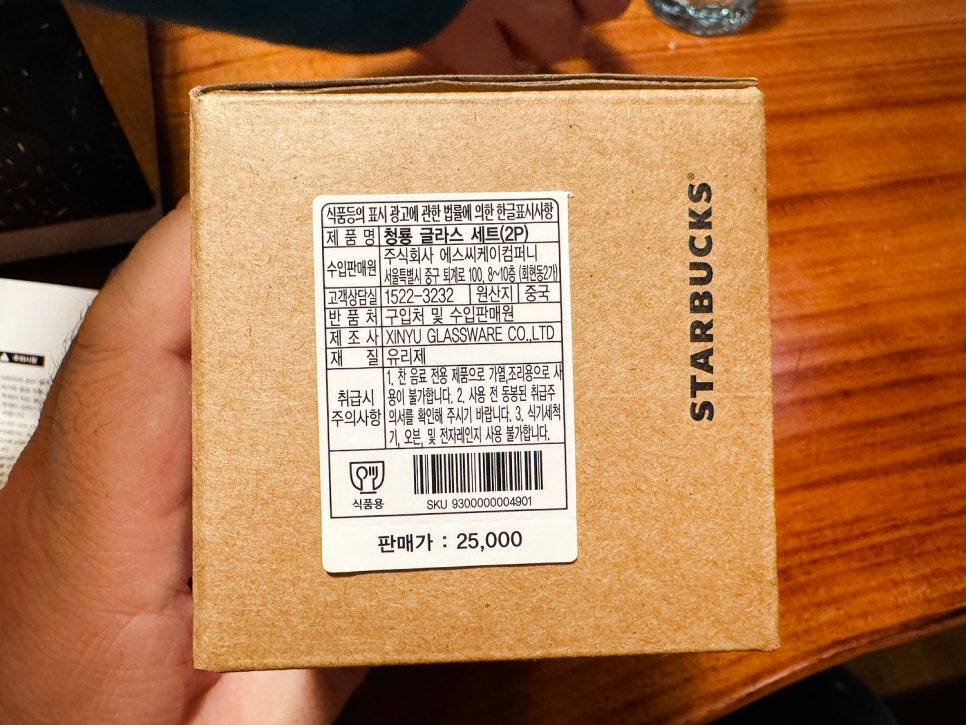 식품등의 표시 광고에 관한 법률에 의한 한글표시사항
제 품 명 청룡 글라스 세트(2P)
수입판매원 주식회사 에스씨케이컴퍼니
서울특별시 중구 퇴계로 100, 8~10층 (회현동2가)
고객상담실 1522-3232 원산지 중국
반 품 처 구입처 및 수입판매원
제 조 사 XINYU GLASSWARE CO.,LTD
재 질 유리제
취급시 주의사항
1. 찬 음료 전용 제품으로 가열,조리용으로 사
용이 불가합니다. 2. 사용 전 동봉된 취급주
의서를 확인해 주시기 바랍니다. 3. 식기세척
기, 오븐, 및 전자레인지 사용 불가합니다.
식품용
SKU 9300000004901
판매가 : 25,000
STARBUCKS®